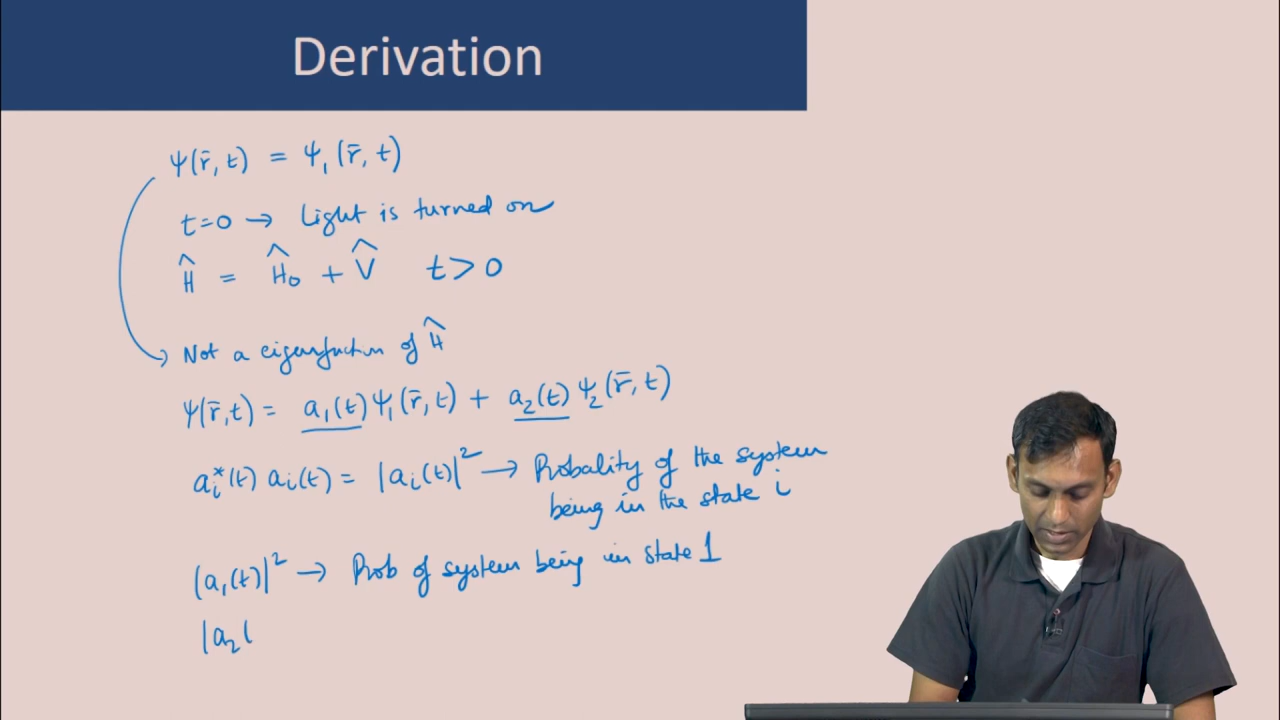 Derivation
Ψ(r̄, t) = Ψ₁(r̄, t)
t=0 → Light is turned on
Ĥ = Ĥ₀ + V̂ t > 0
Not a eigenfuction of Ĥ
Ψ(r̄,t) = a₁(t) Ψ₁(r̄, t) + a₂(t) Ψ₂(r̄, t)
aᵢ*(t) aᵢ(t) = |aᵢ(t)|² → Probality of the system
being in the state i
|a₁(t)|² → Prob of system being in state 1
|a₂(